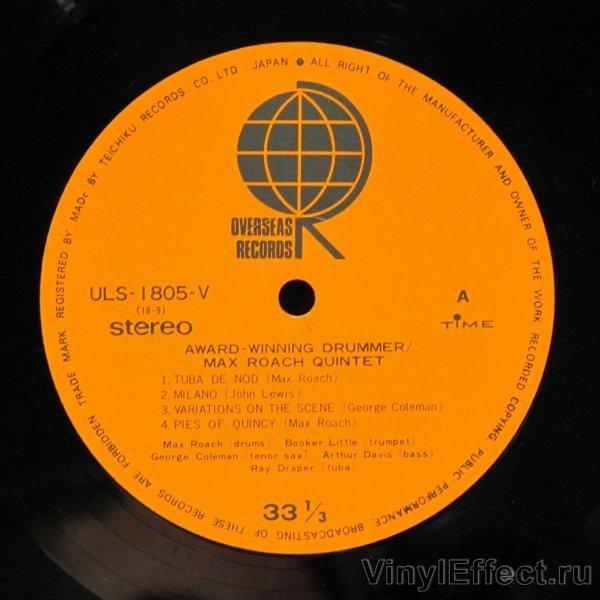 TRADE MARK REGISTERED BY MADE BY TEICHIKU RECORDS CO.,LTD JAPAN • ALL RIGHT OF THE MANUFACTURER AND OWNER OF THE WORK RECORDED COPYING, PUBLIC PERFORMANCE, BROADCASTING OF THESE RECORDS ARE FORBIDDEN
OVERSEAS
RECORDS
ULS-1805-V
(18-9)
stereo
A
TIME
AWARD-WINNING DRUMMER/
MAX ROACH QUINTET
1. TUBA DE NOD (Max Roach)
2. MILANO (John Lewis)
3. VARIATIONS ON THE SCENE (George Coleman)
4. PIES OF QUINCY (Max Roach)
Max Roach (drums) Booker Little (trumpet)
George Coleman (tenor sax) Arthur Davis (bass)
Ray Draper (tuba)
33 1/3
VinylEffect.ru